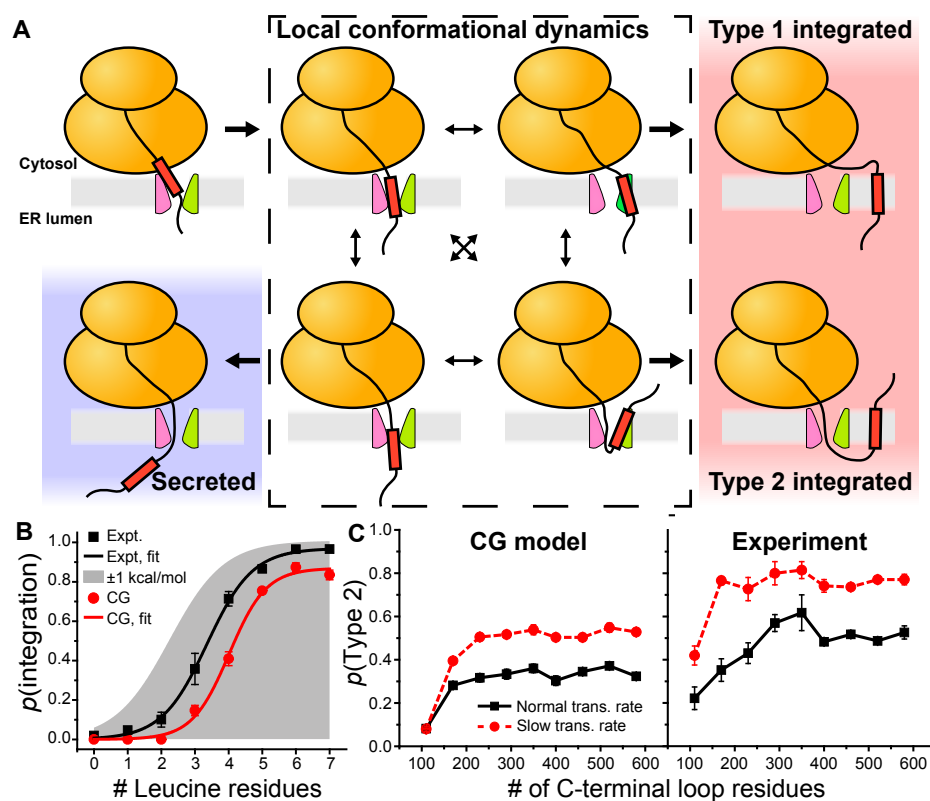 A
Local conformational dynamics
Type 1 integrated
Cytosol
ER lumen
Secreted
Type 2 integrated
B
p(integration)
1.0
0.8
0.6
0.4
0.2
0.0
Expt.
Expt, fit
±1 kcal/mol
CG
CG, fit
0 1 2 3 4 5 6 7
# Leucine residues
C
CG model
Experiment
p(Type 2)
1.0
0.8
0.6
0.4
0.2
0.0
Normal trans. rate
Slow trans. rate
100 200 300 400 500 600
100 200 300 400 500 600
# of C-terminal loop residues